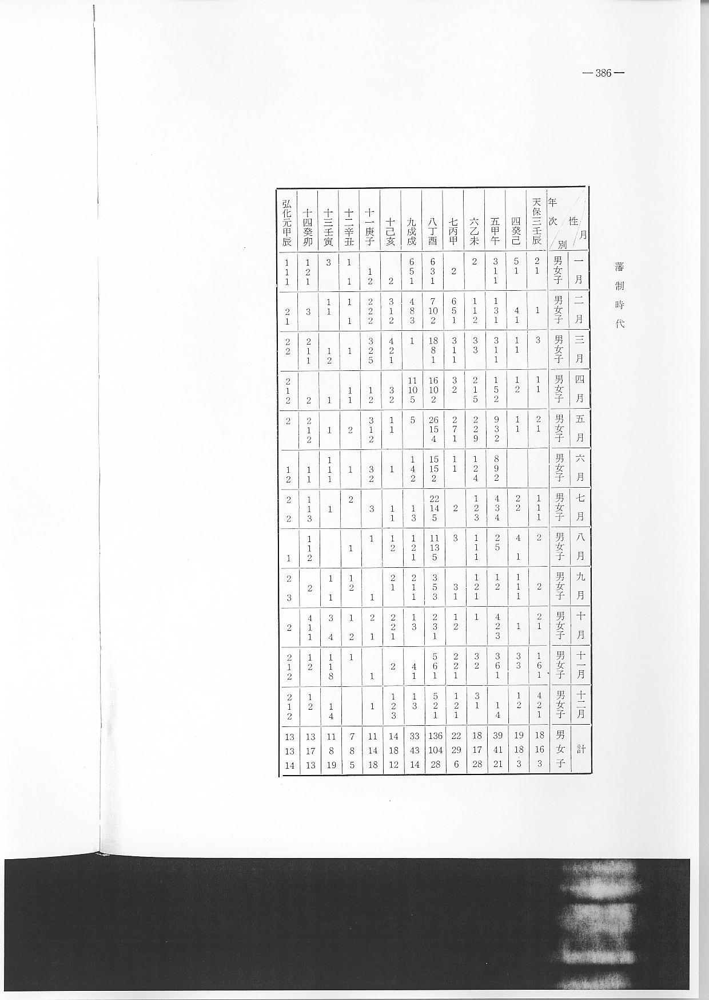 — 386 —
藩制時代
性 月
年次別
一月 二月 三月 四月 五月 六月 七月 八月 九月 十月 十一月 十二月 計
男女子 男女子 男女子 男女子 男女子 男女子 男女子 男女子 男女子 男女子 男女子 男女子 男女子
天保三壬辰 2 1 1 3 1 1 2 1 1 1 1 2 2 2 1 1 6 1 4 2 1 18 16 3
四癸己 5 1 4 1 1 1 1 2 1 1 2 2 4 1 1 1 1 1 3 3 1 2 19 18 3
五甲午 3 1 1 1 3 1 3 1 1 1 5 2 9 3 2 8 9 2 4 3 4 2 5 1 2 4 2 3 3 6 1 1 4 39 41 21
六乙未 2 1 1 2 3 3 2 1 5 2 2 9 1 2 4 1 2 3 1 1 1 1 2 1 1 3 2 3 1 18 17 28
七丙甲 2 6 5 1 3 1 1 3 2 2 7 1 1 1 2 3 3 1 1 2 2 2 1 1 2 1 22 29 6
八丁酉 6 3 1 7 10 2 18 8 1 16 10 2 26 15 4 15 15 2 22 14 5 11 13 5 3 5 3 2 3 1 5 6 1 5 2 1 136 104 28
九戍戍 6 5 1 4 8 3 1 11 10 5 5 1 4 2 1 3 1 2 1 2 1 1 1 3 4 1 1 3 33 43 14
十己亥 2 3 1 2 4 2 1 3 2 1 1 1 1 1 1 2 2 1 2 2 1 2 1 2 3 14 18 12
十一庚子 1 2 2 2 2 3 2 5 1 2 3 1 2 3 2 3 1 1 2 1 1 1 11 14 18
十二辛丑 1 1 1 1 1 1 1 2 1 2 1 1 2 1 2 1 7 8 5
十三壬寅 3 1 1 1 2 1 1 1 1 1 1 1 1 3 4 1 1 8 1 4 11 8 19
十四癸卯 1 2 1 3 2 1 1 2 2 1 2 1 1 1 1 3 1 1 2 2 4 1 1 1 2 1 2 13 17 13
弘化元甲辰 1 1 1 2 1 2 2 2 1 2 2 1 2 2 2 1 2 3 2 2 1 2 2 1 2 13 13 14